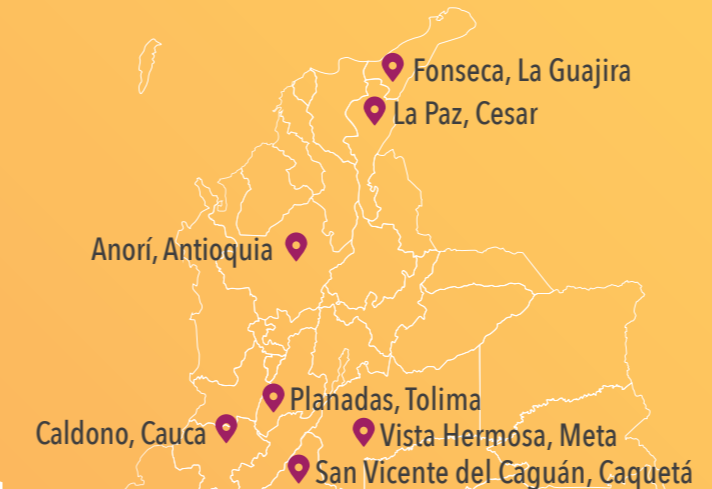 Fonseca, La Guajira
La Paz, Cesar
Anorí, Antioquia
Planadas, Tolima
Caldono, Cauca
Vista Hermosa, Meta
San Vicente del Caguán, Caquetá